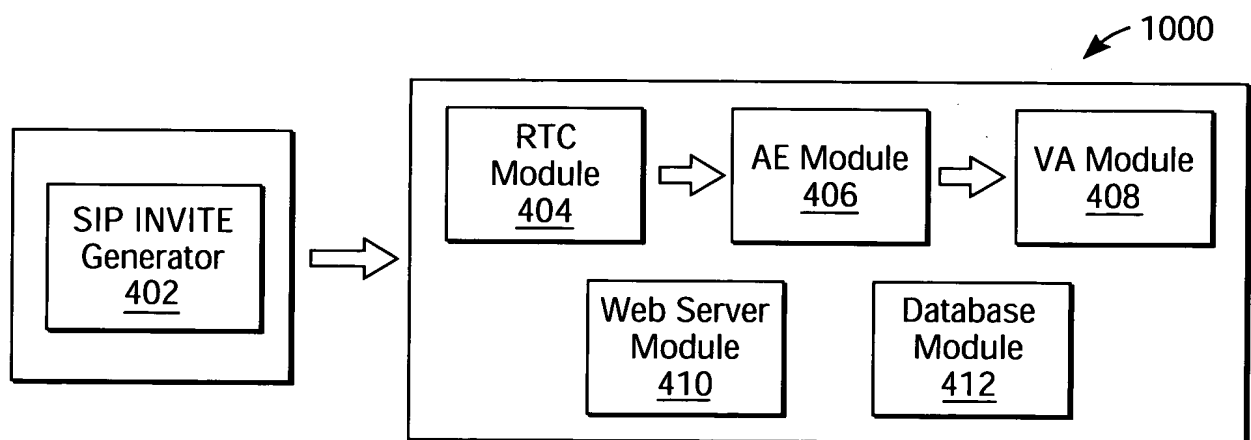 1000
SIP INVITE
Generator
402
RTC
Module
404
AE Module
406
VA Module
408
Web Server
Module
410
Database
Module
412